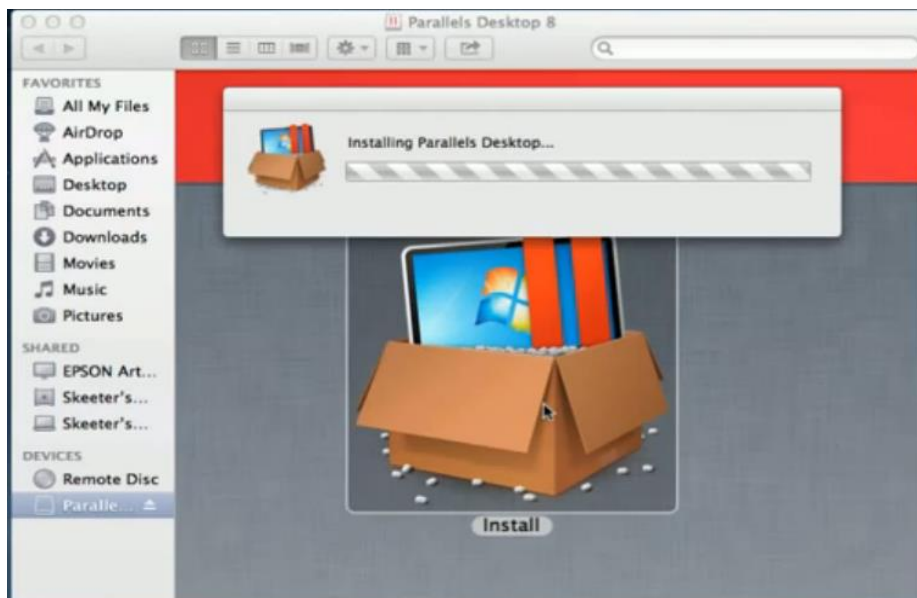 Parallels Desktop 8
FAVORITES
All My Files
AirDrop
Applications
Desktop
Documents
Downloads
Movies
Music
Pictures
SHARED
EPSON Art...
Skeeter's...
Skeeter's...
DEVICES
Remote Disc
Paralle...
Installing Parallels Desktop...
Install